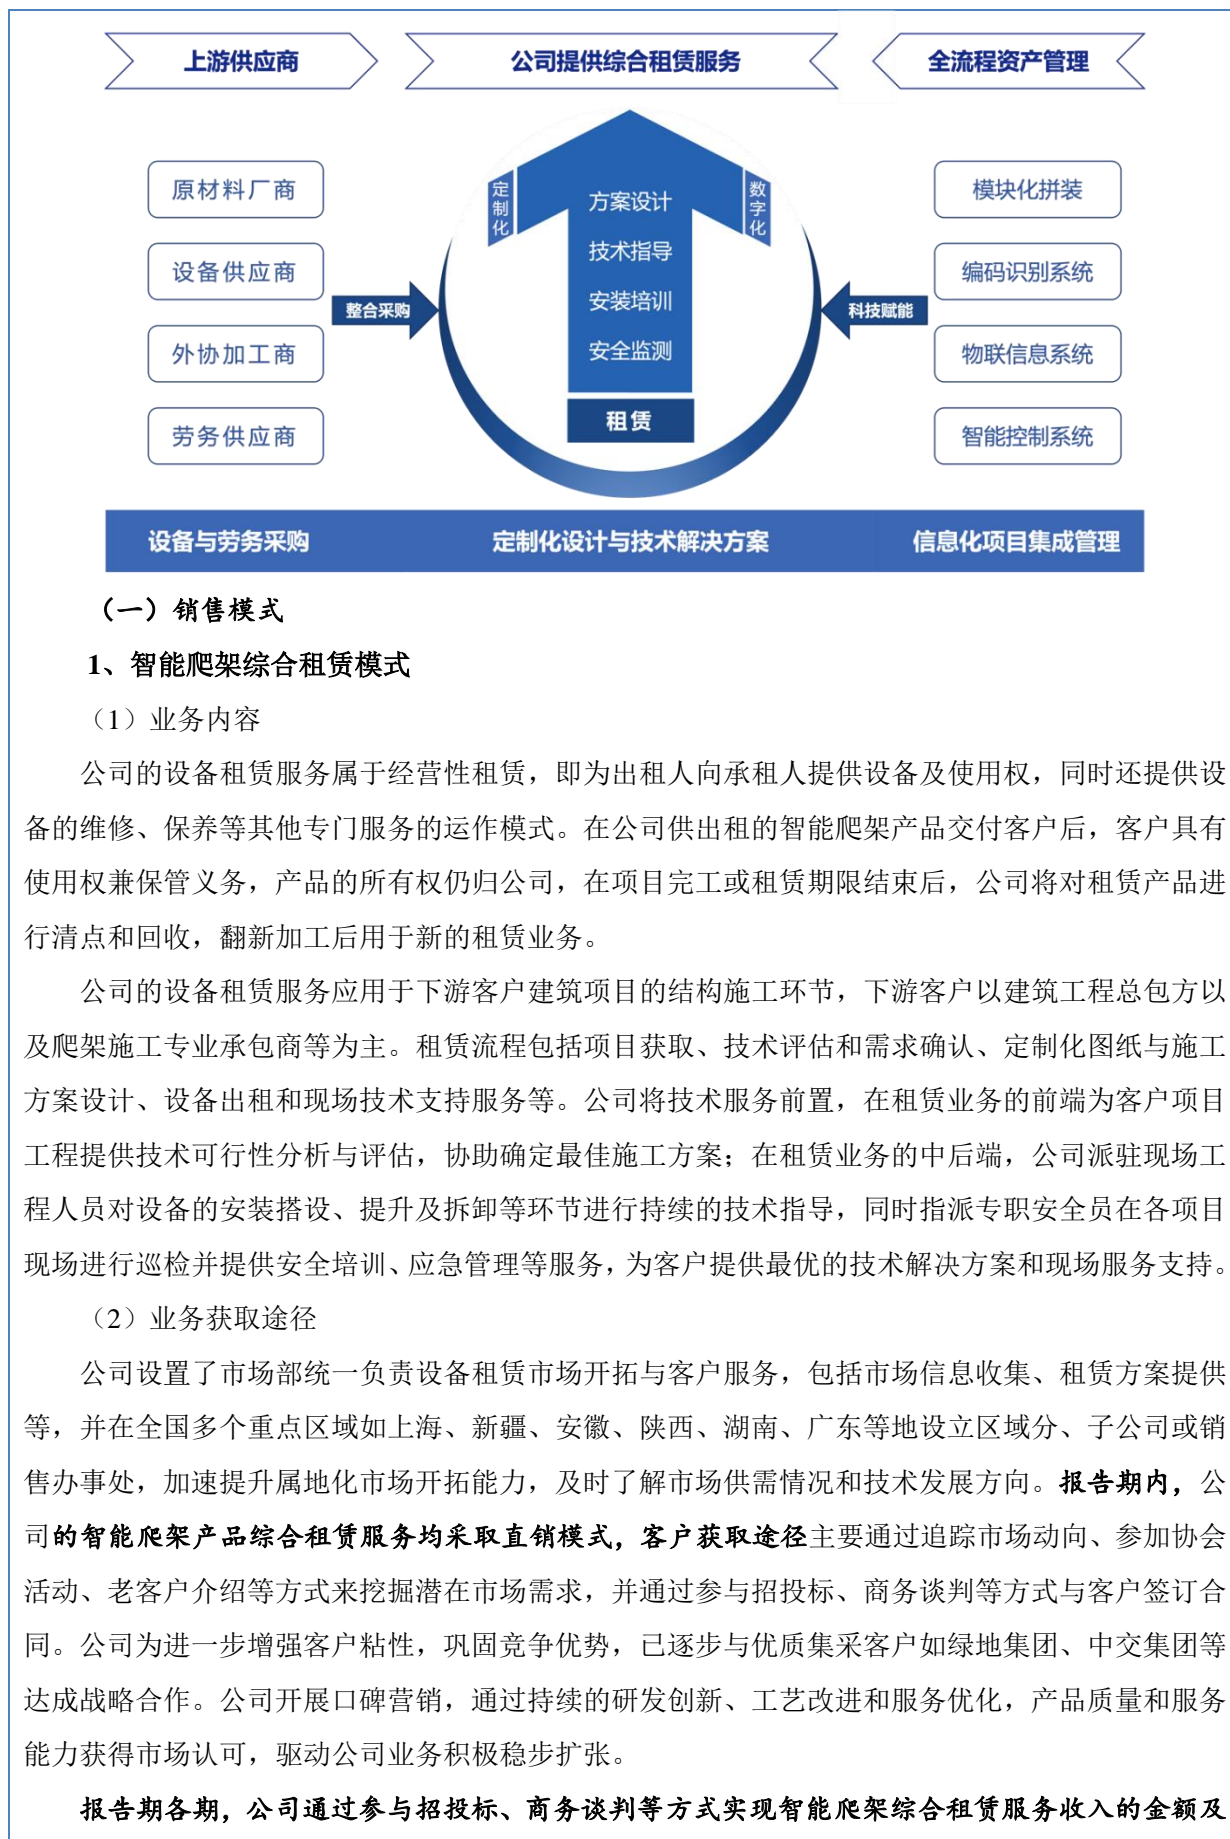 上游供应商
公司提供综合租赁服务
全流程资产管理
原材料厂商
设备供应商
外协加工商
劳务供应商
整合采购
定制化
数字化
方案设计
技术指导
安装培训
安全监测
租赁
科技赋能
模块化拼装
编码识别系统
物联信息系统
智能控制系统
设备与劳务采购
定制化设计与技术解决方案
信息化项目集成管理
（一）销售模式
1、智能爬架综合租赁模式
（1）业务内容
公司的设备租赁服务属于经营性租赁，即为出租人向承租人提供设备及使用权，同时还提供设
备的维修、保养等其他专门服务的运作模式。在公司供出租的智能爬架产品交付客户后，客户具有
使用权兼保管义务，产品的所有权仍归公司，在项目完工或租赁期限结束后，公司将对租赁产品进
行清点和回收，翻新加工后用于新的租赁业务。
公司的设备租赁服务应用于下游客户建筑项目的结构施工环节，下游客户以建筑工程总包方以
及爬架施工专业承包商等为主。租赁流程包括项目获取、技术评估和需求确认、定制化图纸与施工
方案设计、设备出租和现场技术支持服务等。公司将技术服务前置，在租赁业务的前端为客户项目
工程提供技术可行性分析与评估，协助确定最佳施工方案；在租赁业务的中后端，公司派驻现场工
程人员对设备的安装搭设、提升及拆卸等环节进行持续的技术指导，同时指派专职安全员在各项目
现场进行巡检并提供安全培训、应急管理等服务，为客户提供最优的技术解决方案和现场服务支持。
（2）业务获取途径
公司设置了市场部统一负责设备租赁市场开拓与客户服务，包括市场信息收集、租赁方案提供
等，并在全国多个重点区域如上海、新疆、安徽、陕西、湖南、广东等地设立区域分、子公司或销
售办事处，加速提升属地化市场开拓能力，及时了解市场供需情况和技术发展方向。报告期内，公
司的智能爬架产品综合租赁服务均采取直销模式，客户获取途径主要通过追踪市场动向、参加协会
活动、老客户介绍等方式来挖掘潜在市场需求，并通过参与招投标、商务谈判等方式与客户签订合
同。公司为进一步增强客户粘性，巩固竞争优势，已逐步与优质集采客户如绿地集团、中交集团等
达成战略合作。公司开展口碑营销，通过持续的研发创新、工艺改进和服务优化，产品质量和服务
能力获得市场认可，驱动公司业务积极稳步扩张。
报告期各期，公司通过参与招投标、商务谈判等方式实现智能爬架综合租赁服务收入的金额及